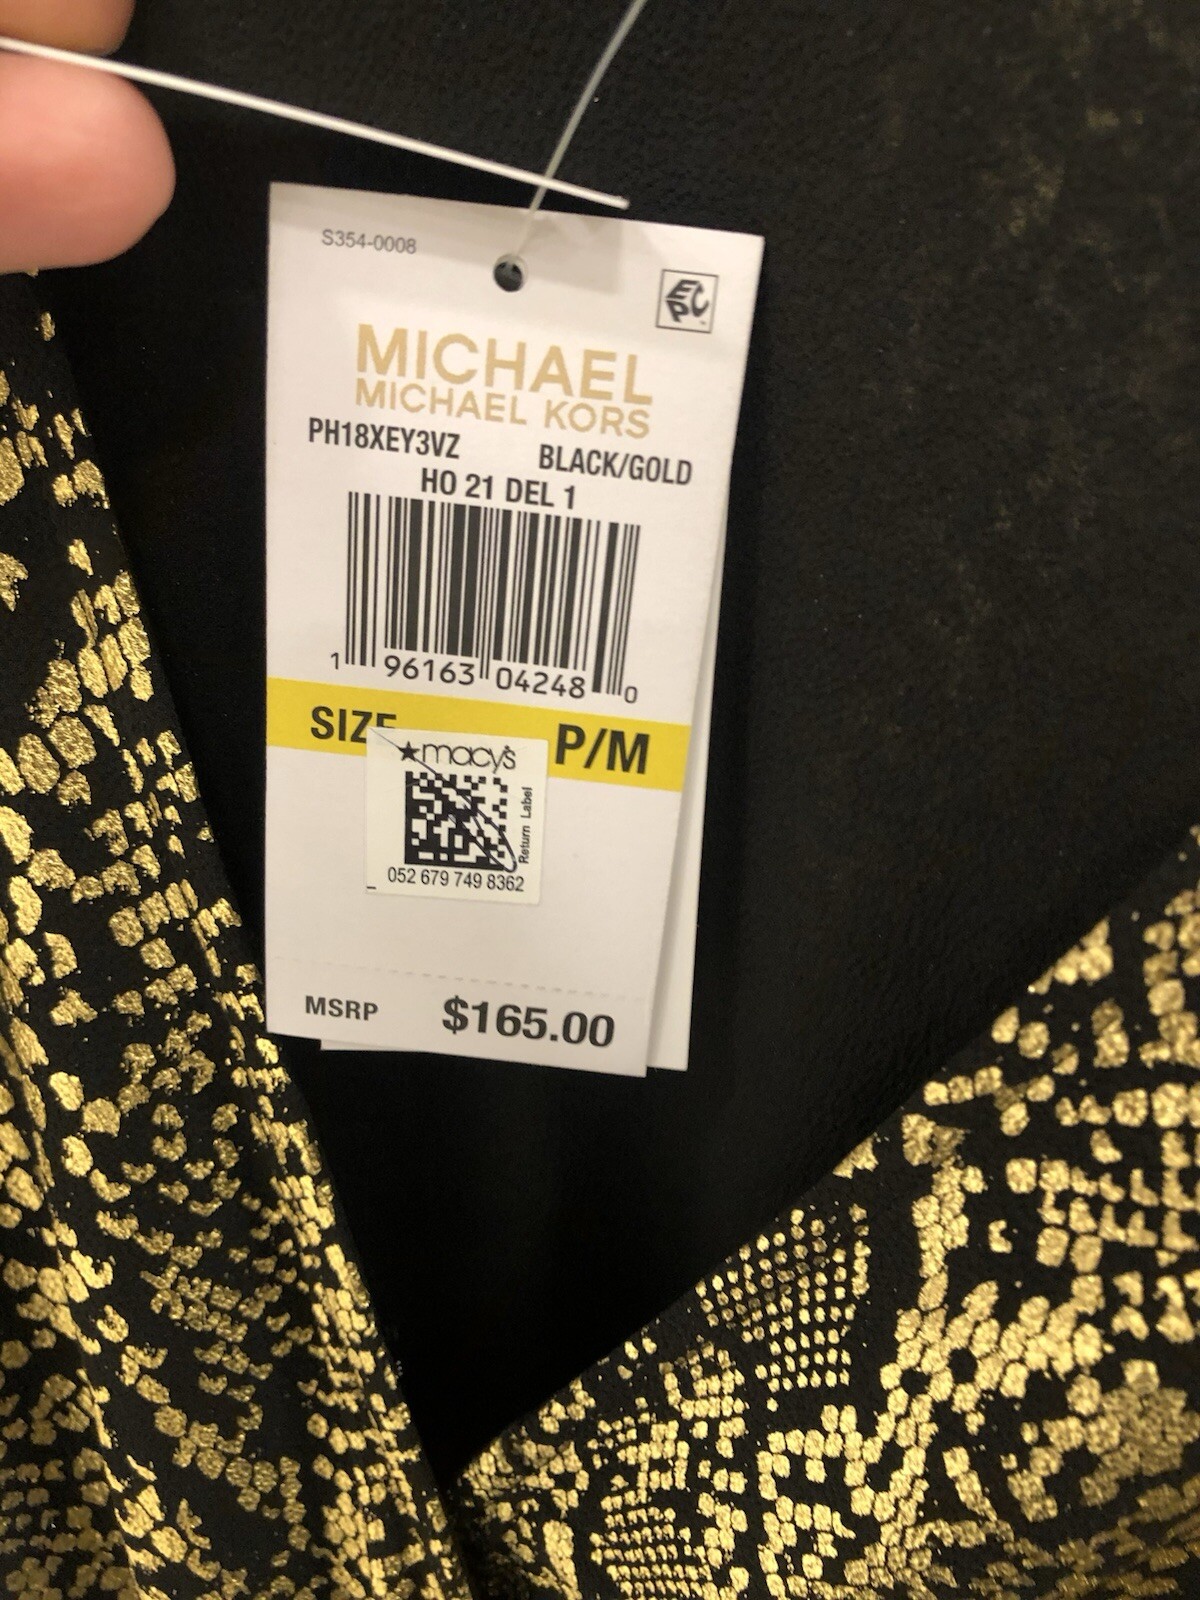 S354-0008
EPC
MICHAEL
MICHAEL KORS
PH18XEY3VZ BLACK/GOLD
HO 21 DEL 1
1 96163 04248 0
SIZE P/M
macy's
Return Label
052 679 749 8362
MSRP $165.00